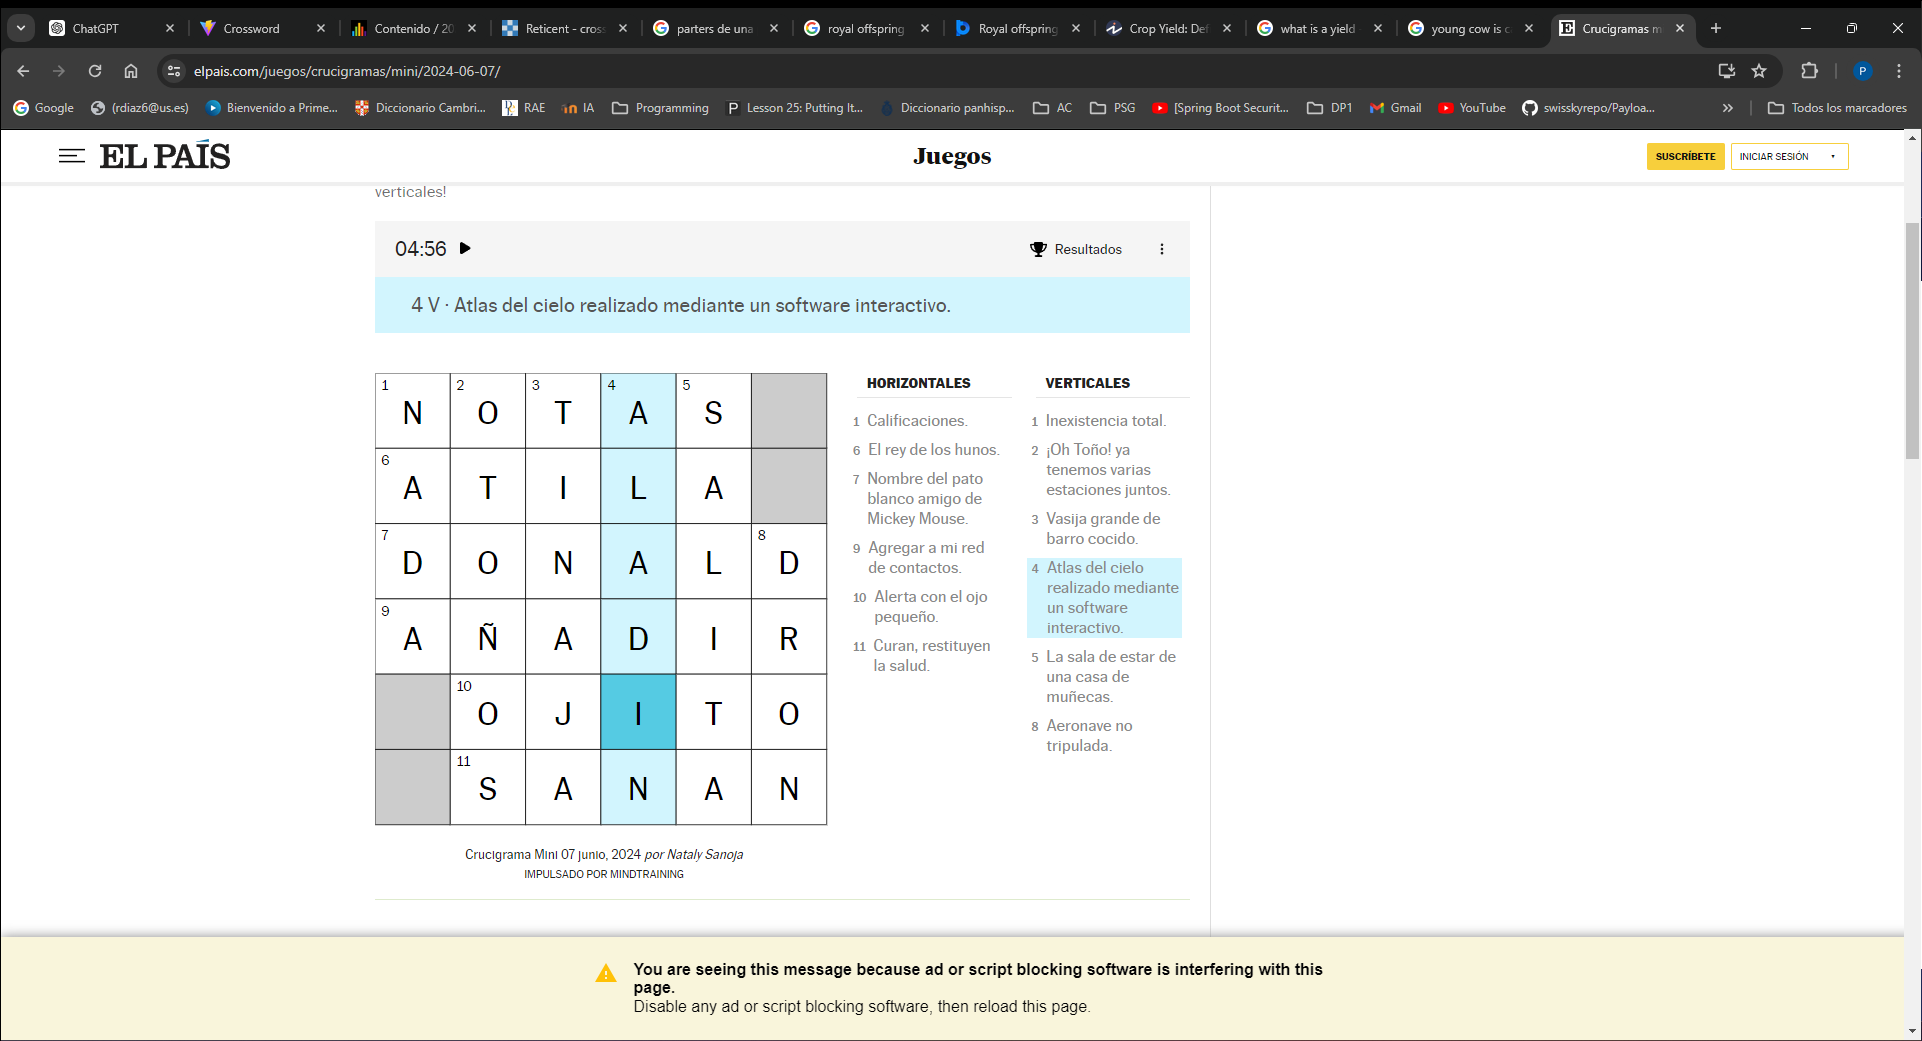 ChatGPT
Crossword
Contenido / 20
Reticent - cross
parters de una
royal offspring
Royal offspring
Crop Yield: Def
what is a yield
young cow is c
Crucigramas m
elpais.com/juegos/crucigramas/mini/2024-06-07/
P
Google
(rdiaz6@us.es)
Bienvenido a Prime...
Diccionario Cambri...
RAE
IA
Programming
Lesson 25: Putting It...
Diccionario panhisp...
AC
PSG
[Spring Boot Securit...
DP1
Gmail
YouTube
swisskyrepo/Payloa...
Todos los marcadores
EL PAÍS
Juegos
SUSCRÍBETE
INICIAR SESIÓN
verticales!
04:56
Resultados
4 V · Atlas del cielo realizado mediante un software interactivo.
1 N 2 O 3 T 4 A 5 S
6 A T I L A
7 D O N A L 8 D
9 A Ñ A D I R
10 O J I T O
11 S A N A N
HORIZONTALES
1 Calificaciones.
6 El rey de los hunos.
7 Nombre del pato
blanco amigo de
Mickey Mouse.
9 Agregar a mi red
de contactos.
10 Alerta con el ojo
pequeño.
11 Curan, restituyen
la salud.
VERTICALES
1 Inexistencia total.
2 ¡Oh Toño! ya
tenemos varias
estaciones juntos.
3 Vasija grande de
barro cocido.
4 Atlas del cielo
realizado mediante
un software
interactivo.
5 La sala de estar de
una casa de
muñecas.
8 Aeronave no
tripulada.
Crucigrama Mini 07 junio, 2024 por Nataly Sanoja
IMPULSADO POR MINDTRAINING
You are seeing this message because ad or script blocking software is interfering with this
page.
Disable any ad or script blocking software, then reload this page.